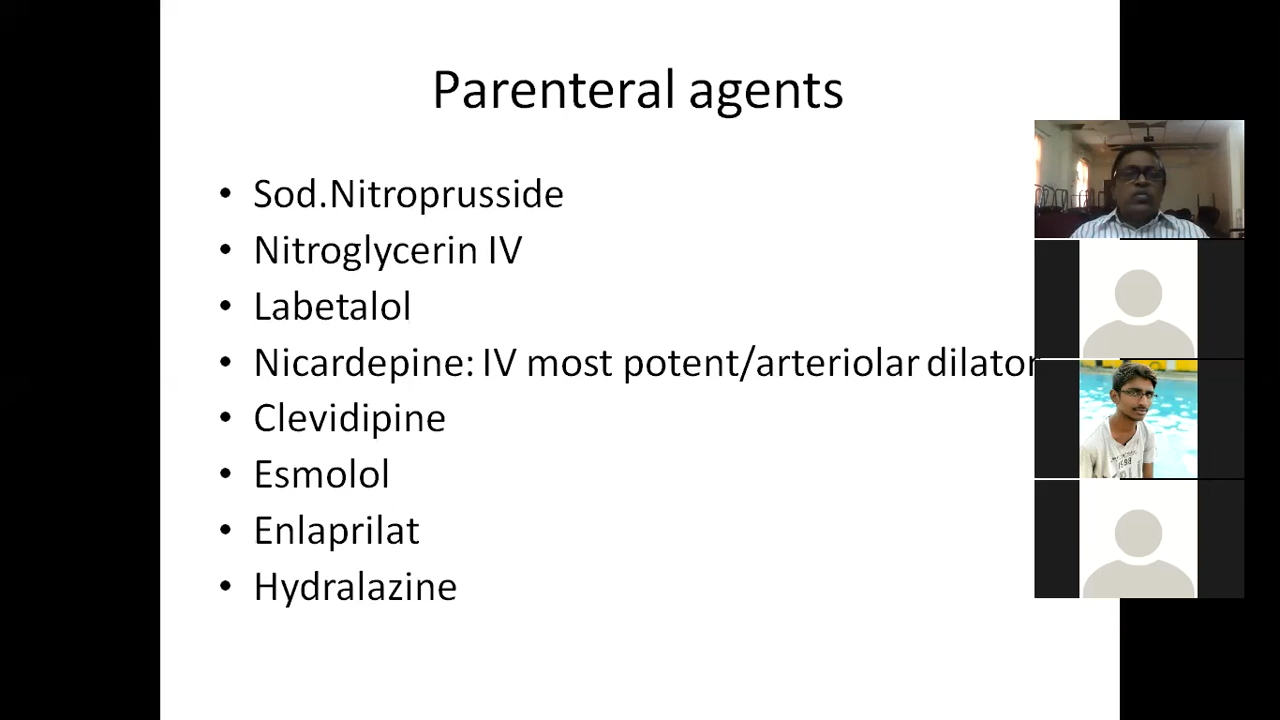 Parenteral agents
• Sod.Nitroprusside
• Nitroglycerin IV
• Labetalol
• Nicardepine: IV most potent/arteriolar dilator
• Clevidipine
• Esmolol
• Enlaprilat
• Hydralazine